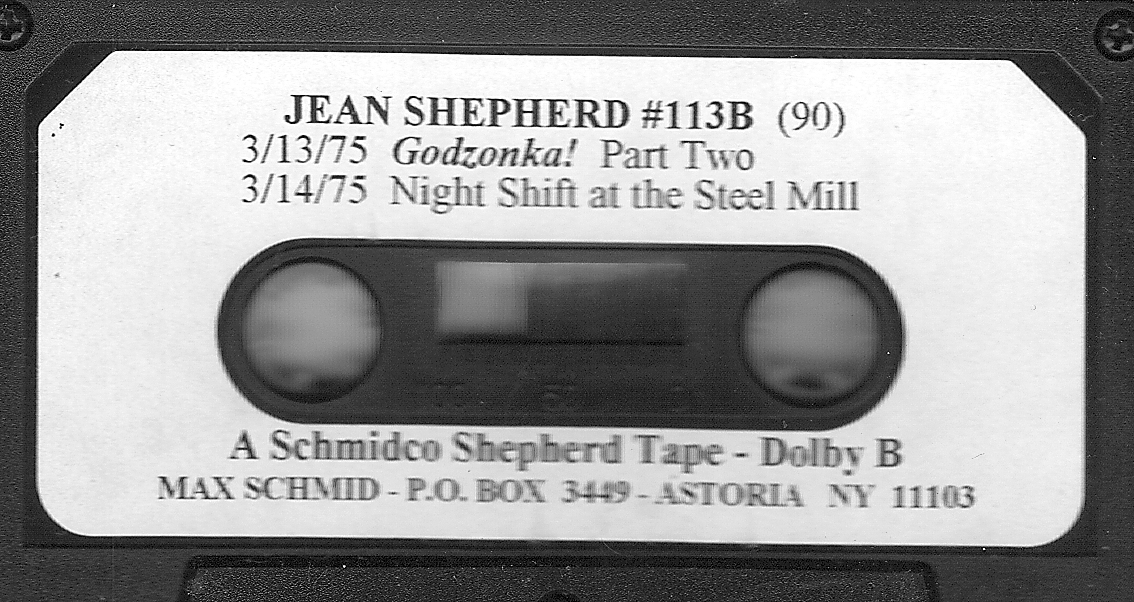 JEAN SHEPHERD #113B (90)
3/13/75 Godzonka! Part Two
3/14/75 Night Shift at the Steel Mill
A Schmidco Shepherd Tape - Dolby B
MAX SCHMID - P.O. BOX 3449 - ASTORIA NY 11103